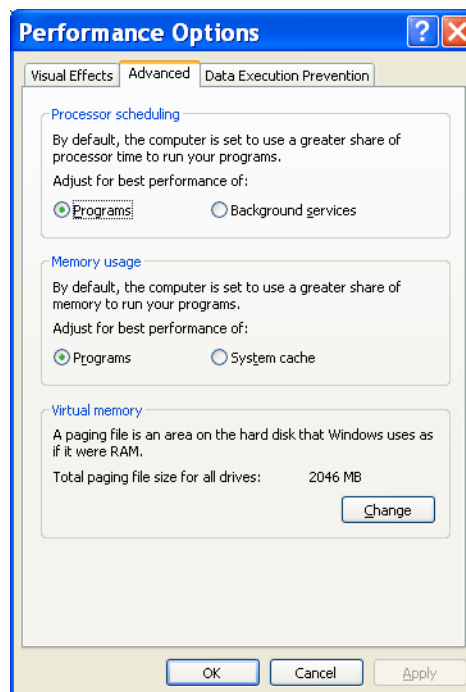 Performance Options
Visual Effects Advanced Data Execution Prevention
Processor scheduling
By default, the computer is set to use a greater share of
processor time to run your programs.
Adjust for best performance of:
Programs Background services
Memory usage
By default, the computer is set to use a greater share of
memory to run your programs.
Adjust for best performance of:
Programs System cache
Virtual memory
A paging file is an area on the hard disk that Windows uses as
if it were RAM.
Total paging file size for all drives: 2046 MB
Change
OK Cancel Apply